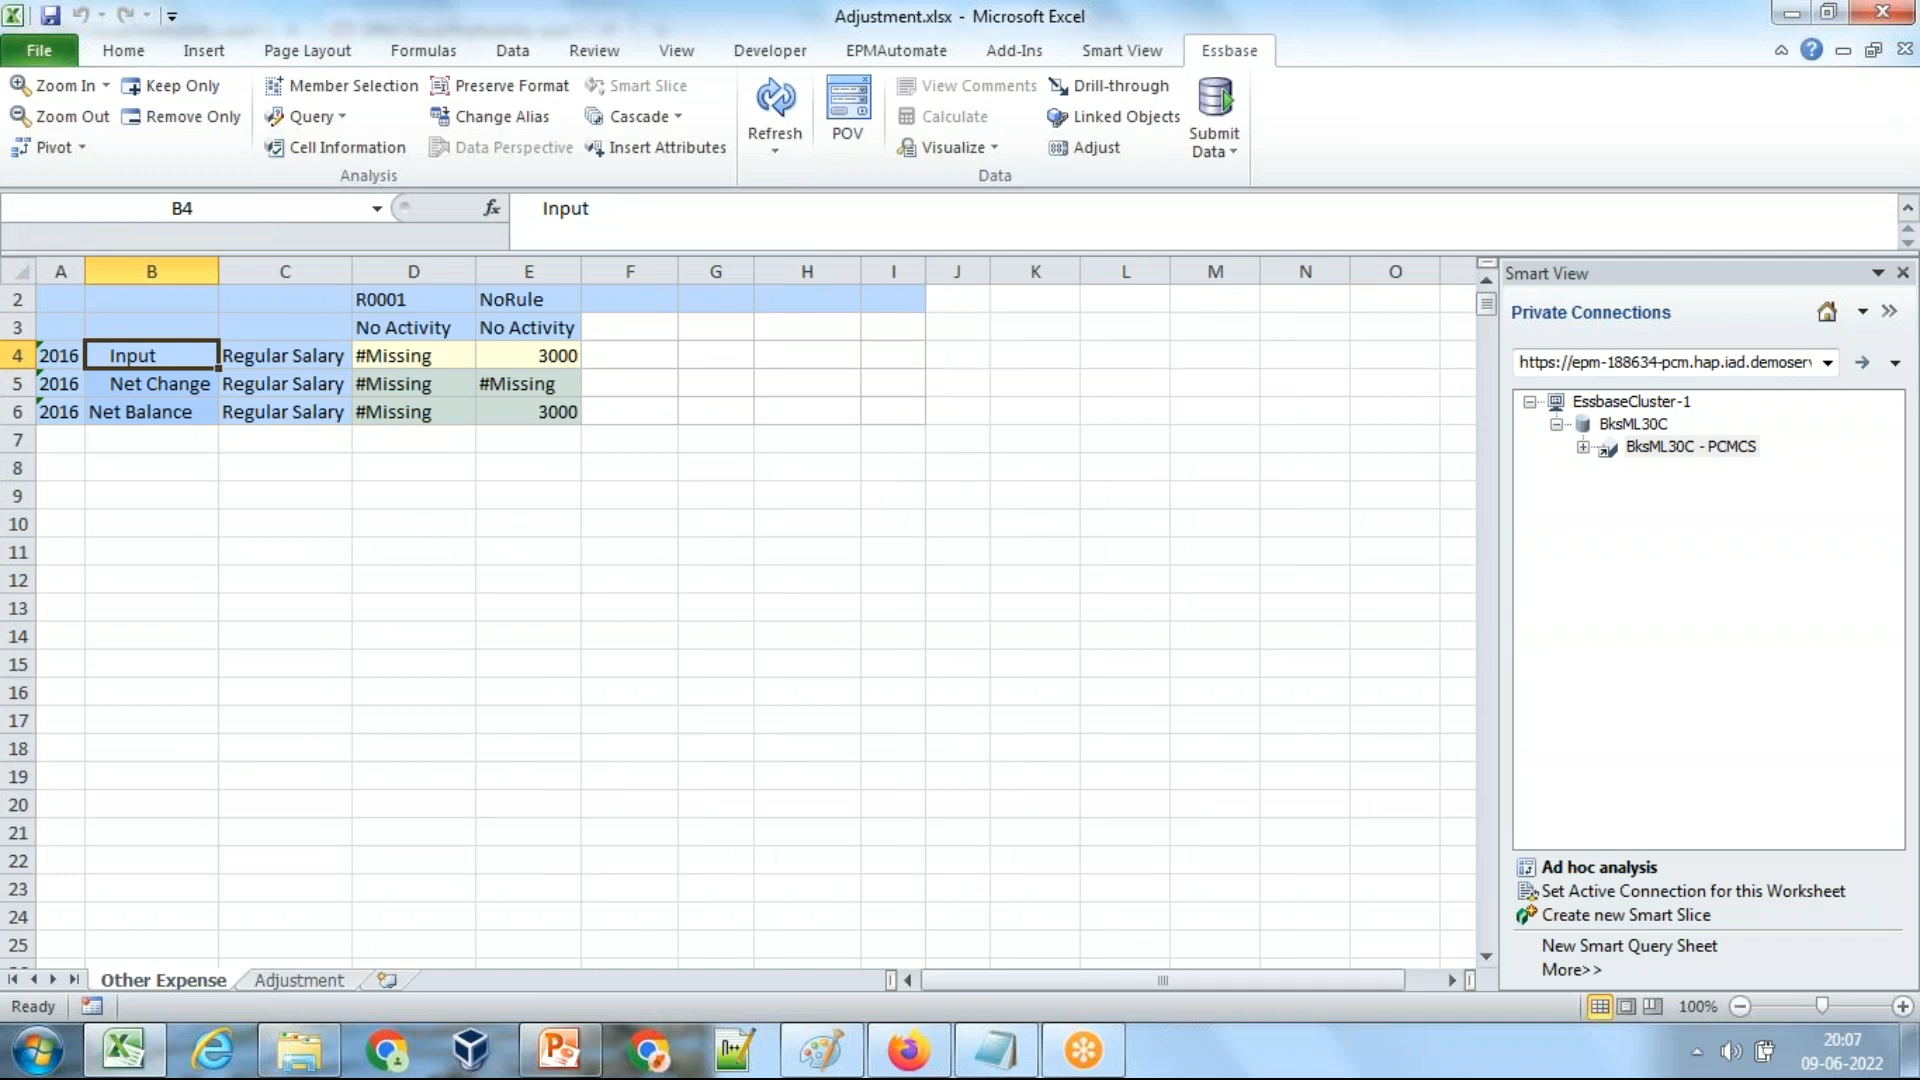 Adjustment.xlsx - Microsoft Excel
File Home Insert Page Layout Formulas Data Review View Developer EPMAutomate Add-Ins Smart View Essbase
Zoom In Keep Only Member Selection Preserve Format Smart Slice View Comments Drill-through
Zoom Out Remove Only Query Change Alias Cascade Refresh POV Calculate Linked Objects Submit Data
Pivot Cell Information Data Perspective Insert Attributes Visualize Adjust
Analysis Data
B4 fx Input
A B C D E F G H I J K L M N O
2 R0001 NoRule
3 No Activity No Activity
4 2016 Input Regular Salary #Missing 3000
5 2016 Net Change Regular Salary #Missing #Missing
6 2016 Net Balance Regular Salary #Missing 3000
7
8
9
10
11
12
13
14
15
16
17
18
19
20
21
22
23
24
25
Smart View
Private Connections
https://epm-188634-pcm.hap.iad.demoser
EssbaseCluster-1
BksML30C
BksML30C - PCMCS
Ad hoc analysis
Set Active Connection for this Worksheet
Create new Smart Slice
New Smart Query Sheet
More>>
Other Expense Adjustment
Ready 100%
20:07
09-06-2022